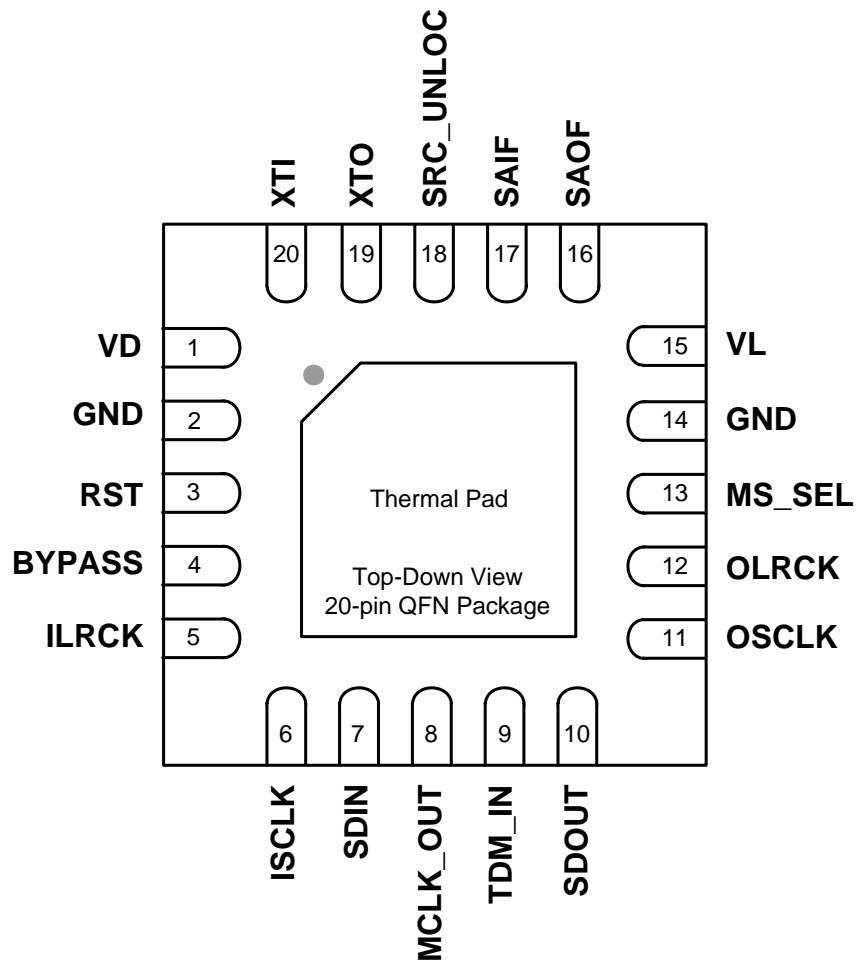 XTI
XTO
SRC_UNLOC
SAIF
SAOF
20
19
18
17
16
VD
1
15
VL
GND
2
14
GND
RST
3
13
MS_SEL
BYPASS
4
12
OLRCK
ILRCK
5
11
OSCLK
Thermal Pad
Top-Down View
20-pin QFN Package
6
7
8
9
10
ISCLK
SDIN
MCLK_OUT
TDM_IN
SDOUT